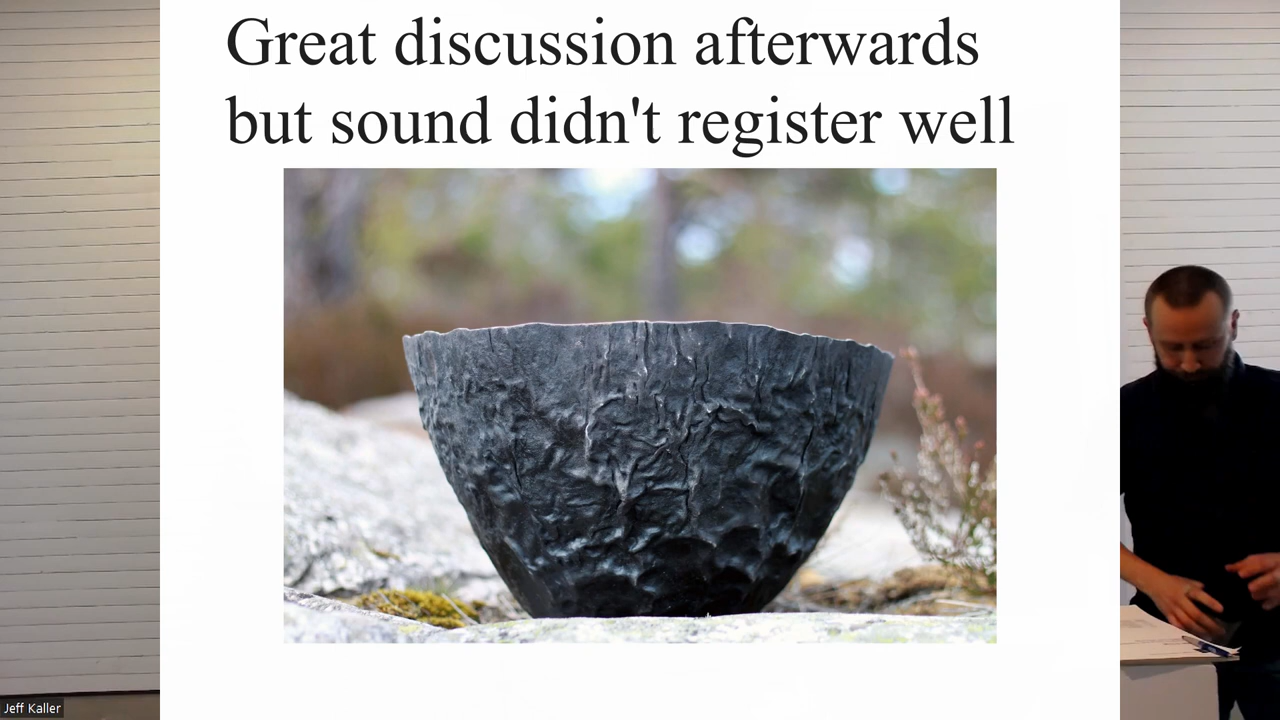 Great discussion afterwards
but sound didn't register well
Jeff Kaller